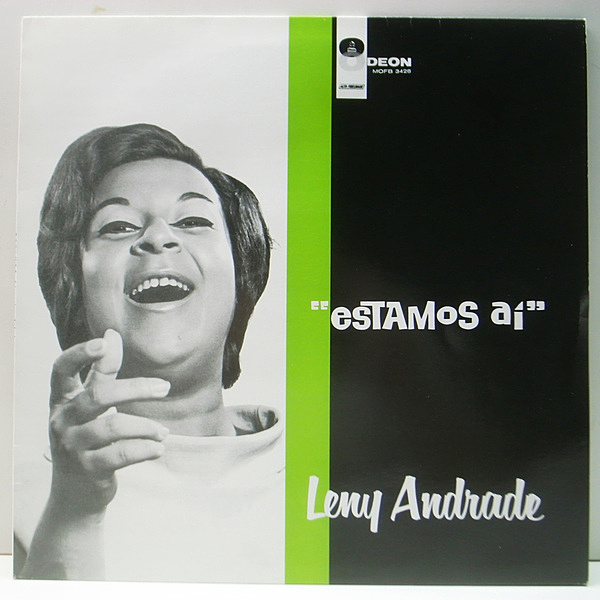 ODEON
MOFB 3428
"estamos aí"
Leny Andrade